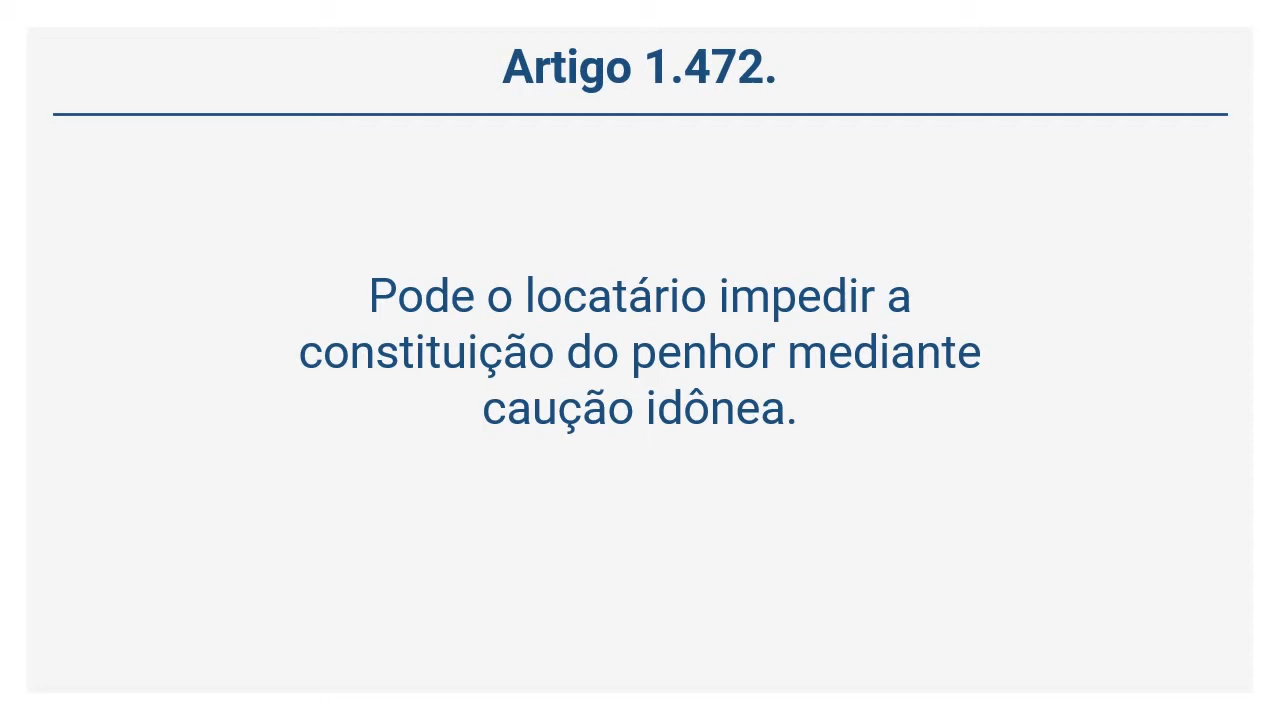 Artigo 1.472.
Pode o locatário impedir a
constituição do penhor mediante
caução idônea.